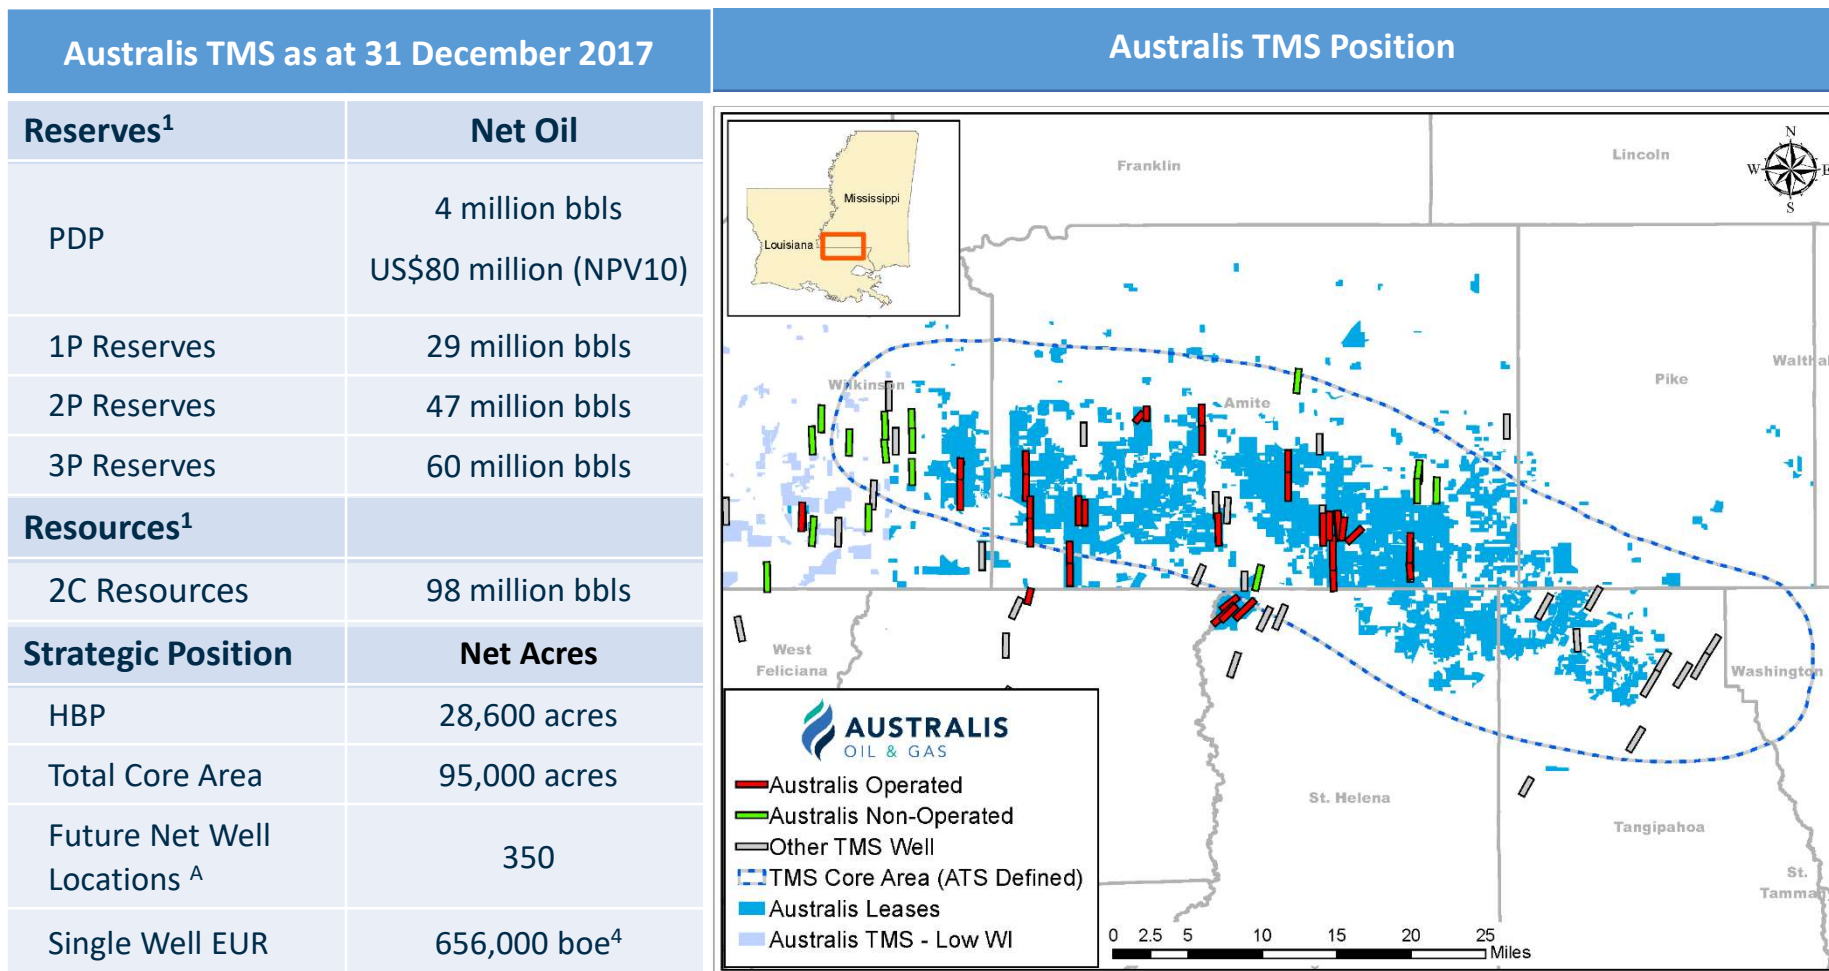 Australis TMS as at 31 December 2017
Reserves1 Net Oil
PDP 4 million bbls
US$80 million (NPV10)
1P Reserves 29 million bbls
2P Reserves 47 million bbls
3P Reserves 60 million bbls
Resources1
2C Resources 98 million bbls
Strategic Position Net Acres
HBP 28,600 acres
Total Core Area 95,000 acres
Future Net Well
Locations A 350
Single Well EUR 656,000 boe4
Australis TMS Position
Mississippi
Louisiana
Franklin
Lincoln
N
W E
S
Wilkinson
Amite
Pike
Walthal
West
Feliciana
Washington
St. Helena
Tangipahoa
St.
Tammany
AUSTRALIS
OIL & GAS
Australis Operated
Australis Non-Operated
Other TMS Well
TMS Core Area (ATS Defined)
Australis Leases
Australis TMS - Low WI
0 2.5 5 10 15 20 25
Miles